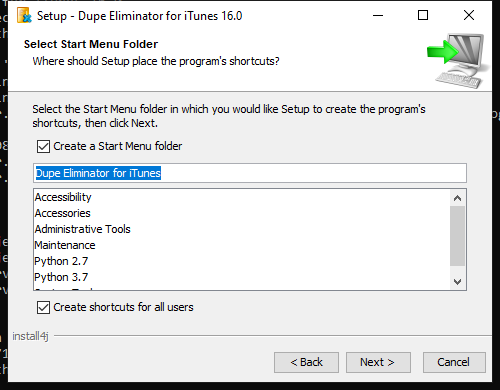 Setup - Dupe Eliminator for iTunes 16.0
Select Start Menu Folder
Where should Setup place the program's shortcuts?
Select the Start Menu folder in which you would like Setup to create the program's
shortcuts, then click Next.
Create a Start Menu folder
Dupe Eliminator for iTunes
Accessibility
Accessories
Administrative Tools
Maintenance
Python 2.7
Python 3.7
Create shortcuts for all users
install4j
< Back
Next >
Cancel